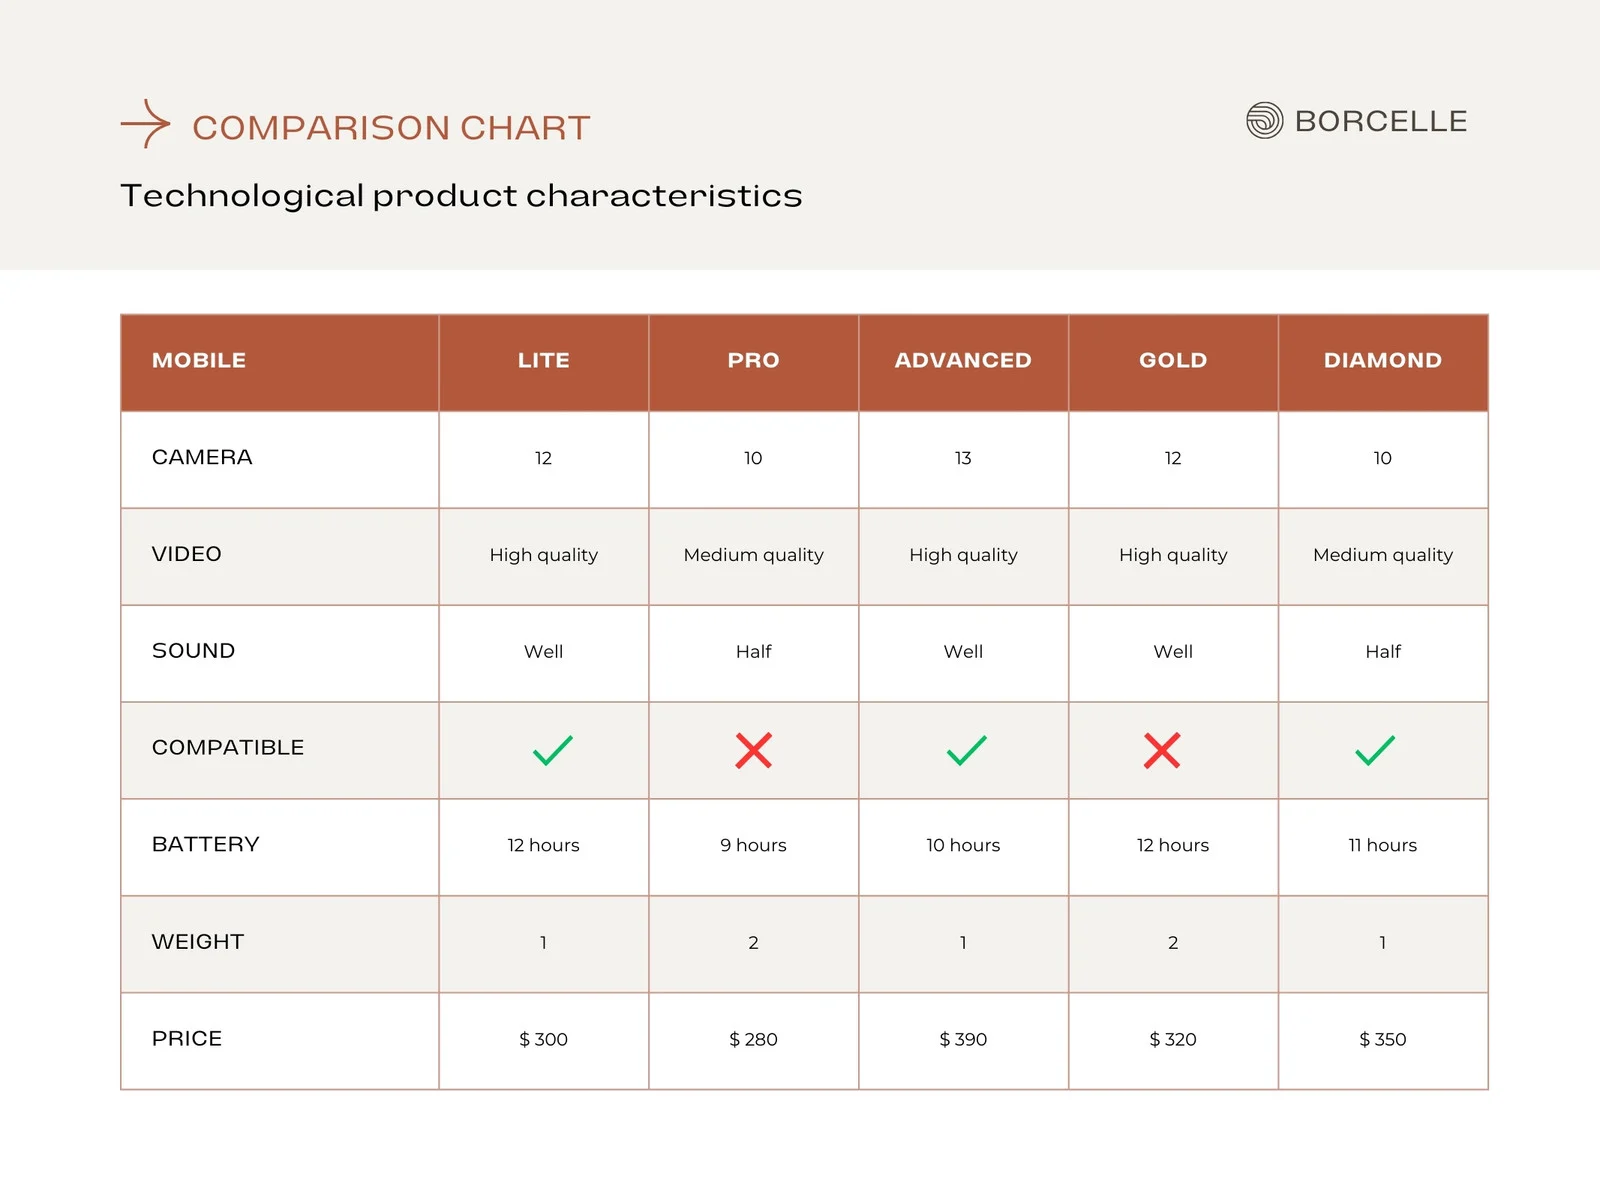 COMPARISON CHART
BORCELLE
Technological product characteristics
MOBILE LITE PRO ADVANCED GOLD DIAMOND
CAMERA 12 10 13 12 10
VIDEO High quality Medium quality High quality High quality Medium quality
SOUND Well Half Well Well Half
COMPATIBLE
BATTERY 12 hours 9 hours 10 hours 12 hours 11 hours
WEIGHT 1 2 1 2 1
PRICE $ 300 $ 280 $ 390 $ 320 $ 350